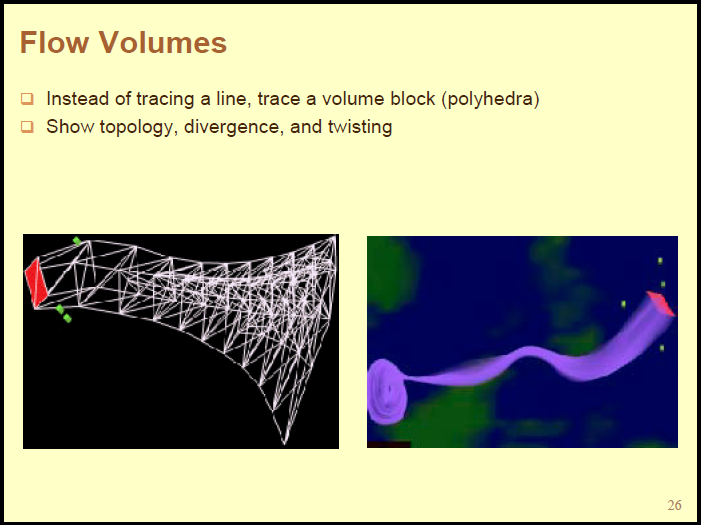 Flow Volumes
Instead of tracing a line, trace a volume block (polyhedra)
Show topology, divergence, and twisting
26